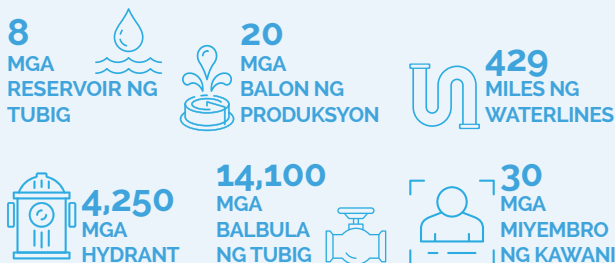 8
MGA
RESERVOIR NG
TUBIG
20
MGA
BALON NG
PRODUKSYON
429
MILES NG
WATERLINES
4,250
MGA
HYDRANT
14,100
MGA
BALBULA
NG TUBIG
30
MGA
MIYEMBRO
NG KAWANI